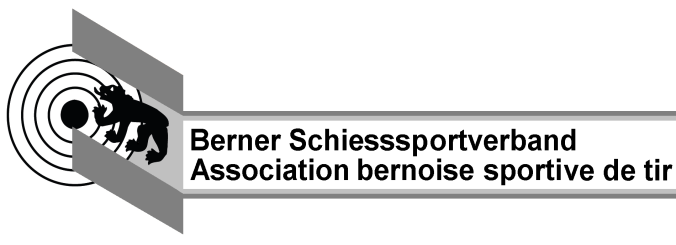 Berner Schiesssportverband
Association bernoise sportive de tir